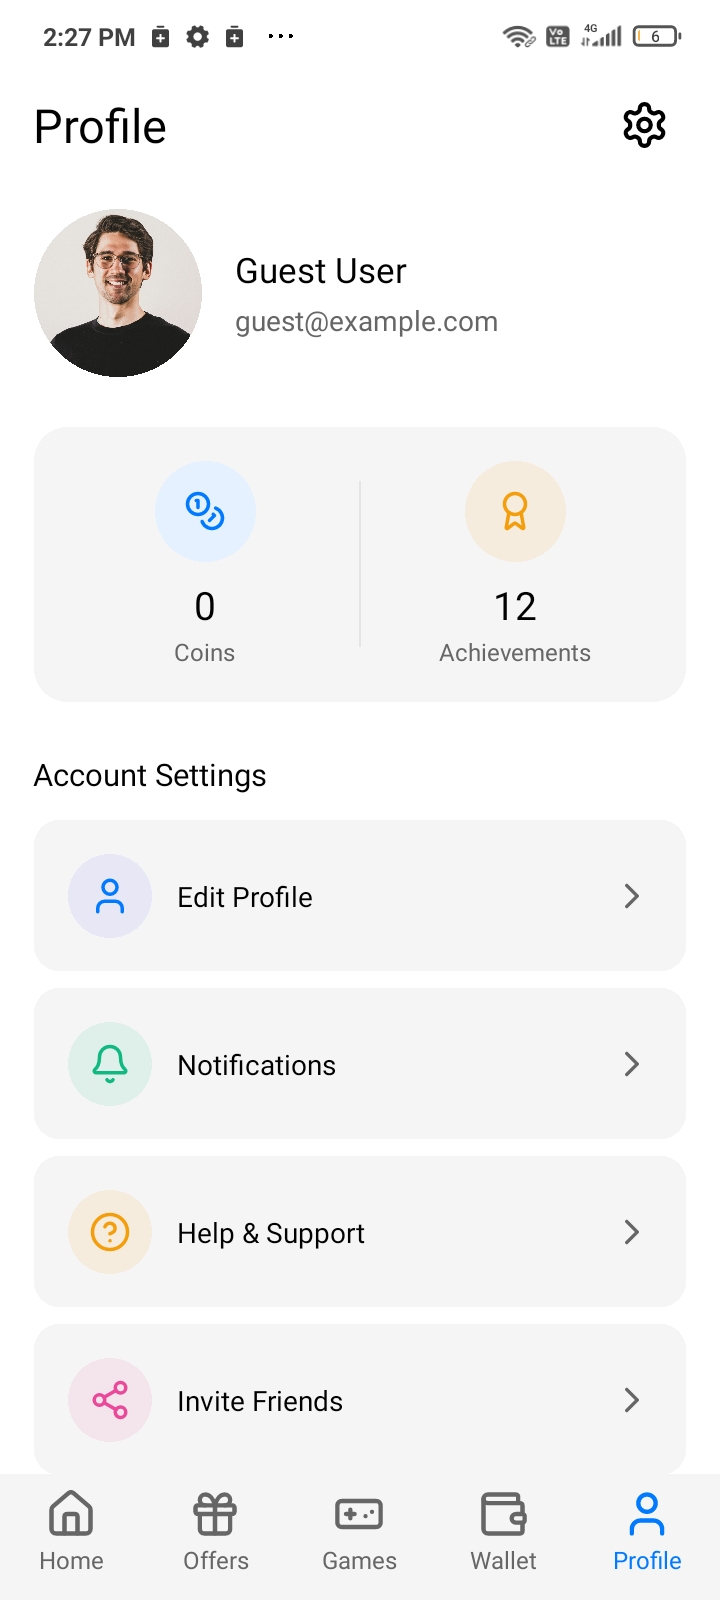 2:27 PM
Vo LTE
4G
6
Profile
Guest User
guest@example.com
0
Coins
12
Achievements
Account Settings
Edit Profile
Notifications
Help & Support
Invite Friends
Home
Offers
Games
Wallet
Profile